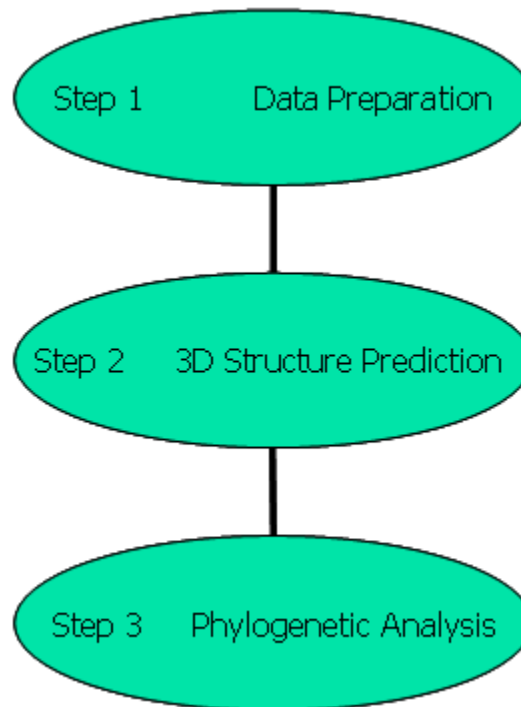 Step 1 Data Preparation
Step 2 3D Structure Prediction
Step 3 Phylogenetic Analysis